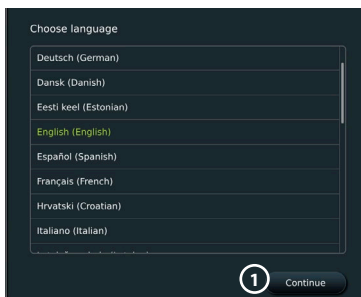 Choose language
Deutsch (German)
Dansk (Danish)
Eesti keel (Estonian)
English (English)
Español (Spanish)
Français (French)
Hrvatski (Croatian)
Italiano (Italian)
1 Continue